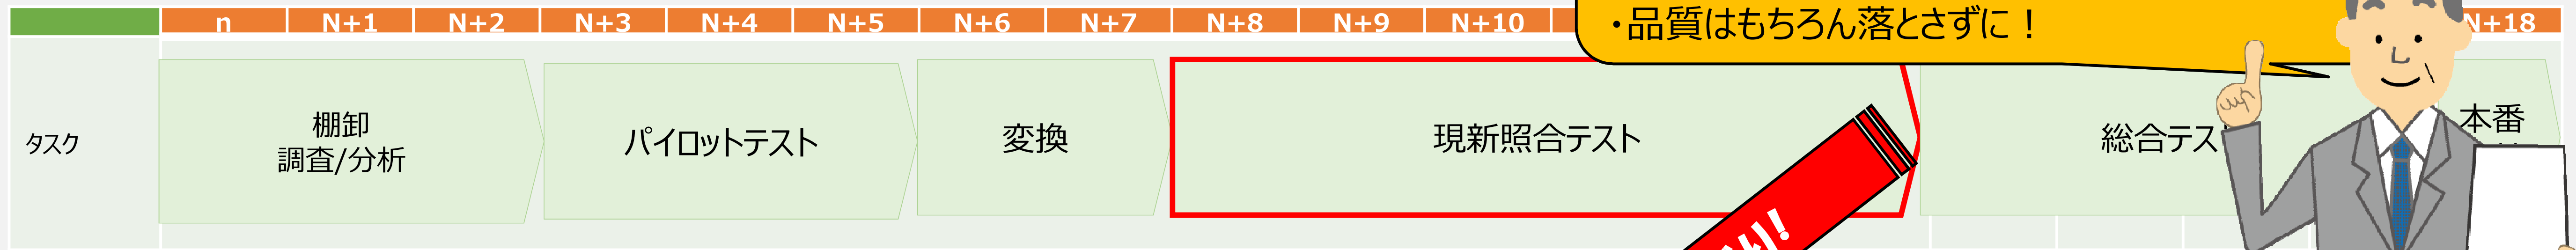 n N+1 N+2 N+3 N+4 N+5 N+6 N+7 N+8 N+9 N+10 N+18
・品質はもちろん落とさずに！
タスク
棚卸
調査/分析
パイロットテスト
変換
現新照合テスト
総合テス
本番